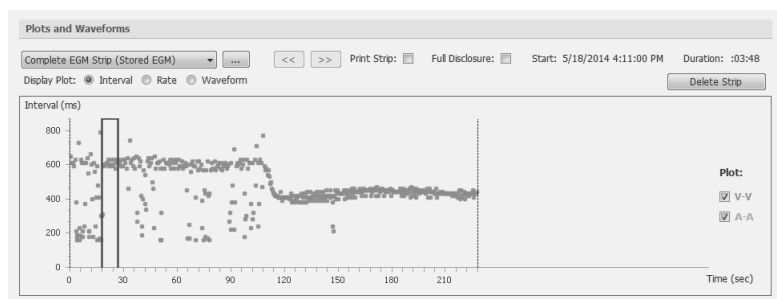 Plots and Waveforms
Complete EGM Strip (Stored EGM) ... << >> Print Strip: Full Disclosure: Start: 5/18/2014 4:11:00 PM Duration: :03:48
Display Plot: Interval Rate Waveform Delete Strip
Interval (ms)
800
600
400
200
0
0 30 60 90 120 150 180 210 Time (sec)
Plot:
V-V
A-A